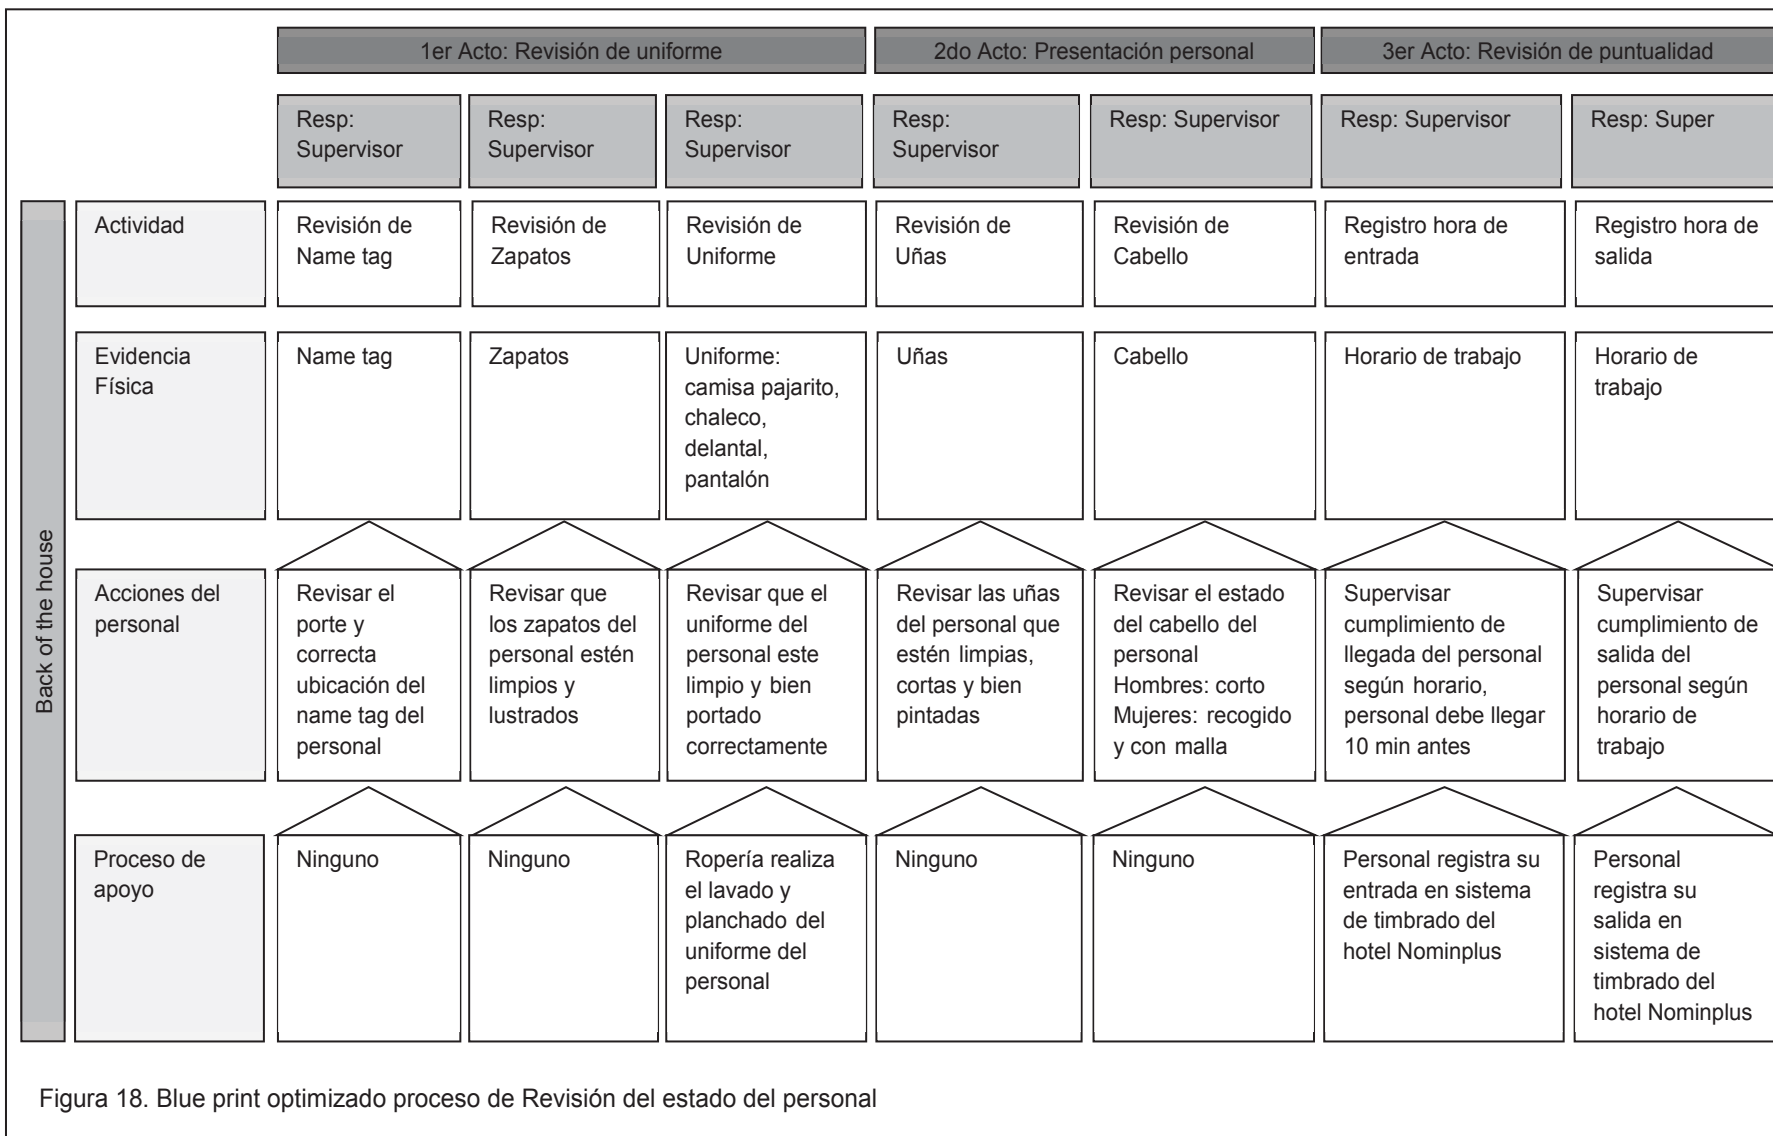 1er Acto: Revisión de uniforme
2do Acto: Presentación personal
3er Acto: Revisión de puntualidad
Resp:
Supervisor
Resp:
Supervisor
Resp:
Supervisor
Resp:
Supervisor
Resp: Supervisor
Resp: Supervisor
Resp: Super
Back of the house
Actividad
Revisión de
Name tag
Revisión de
Zapatos
Revisión de
Uniforme
Revisión de
Uñas
Revisión de
Cabello
Registro hora de
entrada
Registro hora de
salida
Evidencia
Física
Name tag
Zapatos
Uniforme:
camisa pajarito,
chaleco,
delantal,
pantalón
Uñas
Cabello
Horario de trabajo
Horario de
trabajo
Acciones del
personal
Revisar el
porte y
correcta
ubicación del
name tag del
personal
Revisar que
los zapatos del
personal estén
limpios y
lustrados
Revisar que el
uniforme del
personal este
limpio y bien
portado
correctamente
Revisar las uñas
del personal que
estén limpias,
cortas y bien
pintadas
Revisar el estado
del cabello del
personal
Hombres: corto
Mujeres: recogido
y con malla
Supervisar
cumplimiento de
llegada del personal
según horario,
personal debe llegar
10 min antes
Supervisar
cumplimiento de
salida del
personal según
horario de
trabajo
Proceso de
apoyo
Ninguno
Ninguno
Ropería realiza
el lavado y
planchado del
uniforme del
personal
Ninguno
Ninguno
Personal registra su
entrada en sistema
de timbrado del
hotel Nominplus
Personal
registra su
salida en
sistema de
timbrado del
hotel Nominplus
Figura 18. Blue print optimizado proceso de Revisión del estado del personal